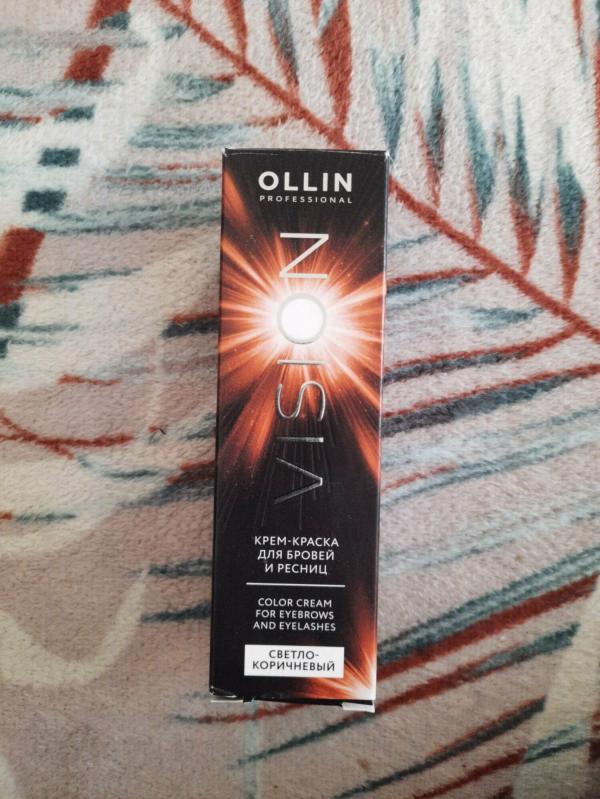 OLLIN
PROFESSIONAL
VISION
КРЕМ-КРАСКА
ДЛЯ БРОВЕЙ
И РЕСНИЦ
COLOR CREAM
FOR EYEBROWS
AND EYELASHES
СВЕТЛО-
КОРИЧНЕВЫЙ